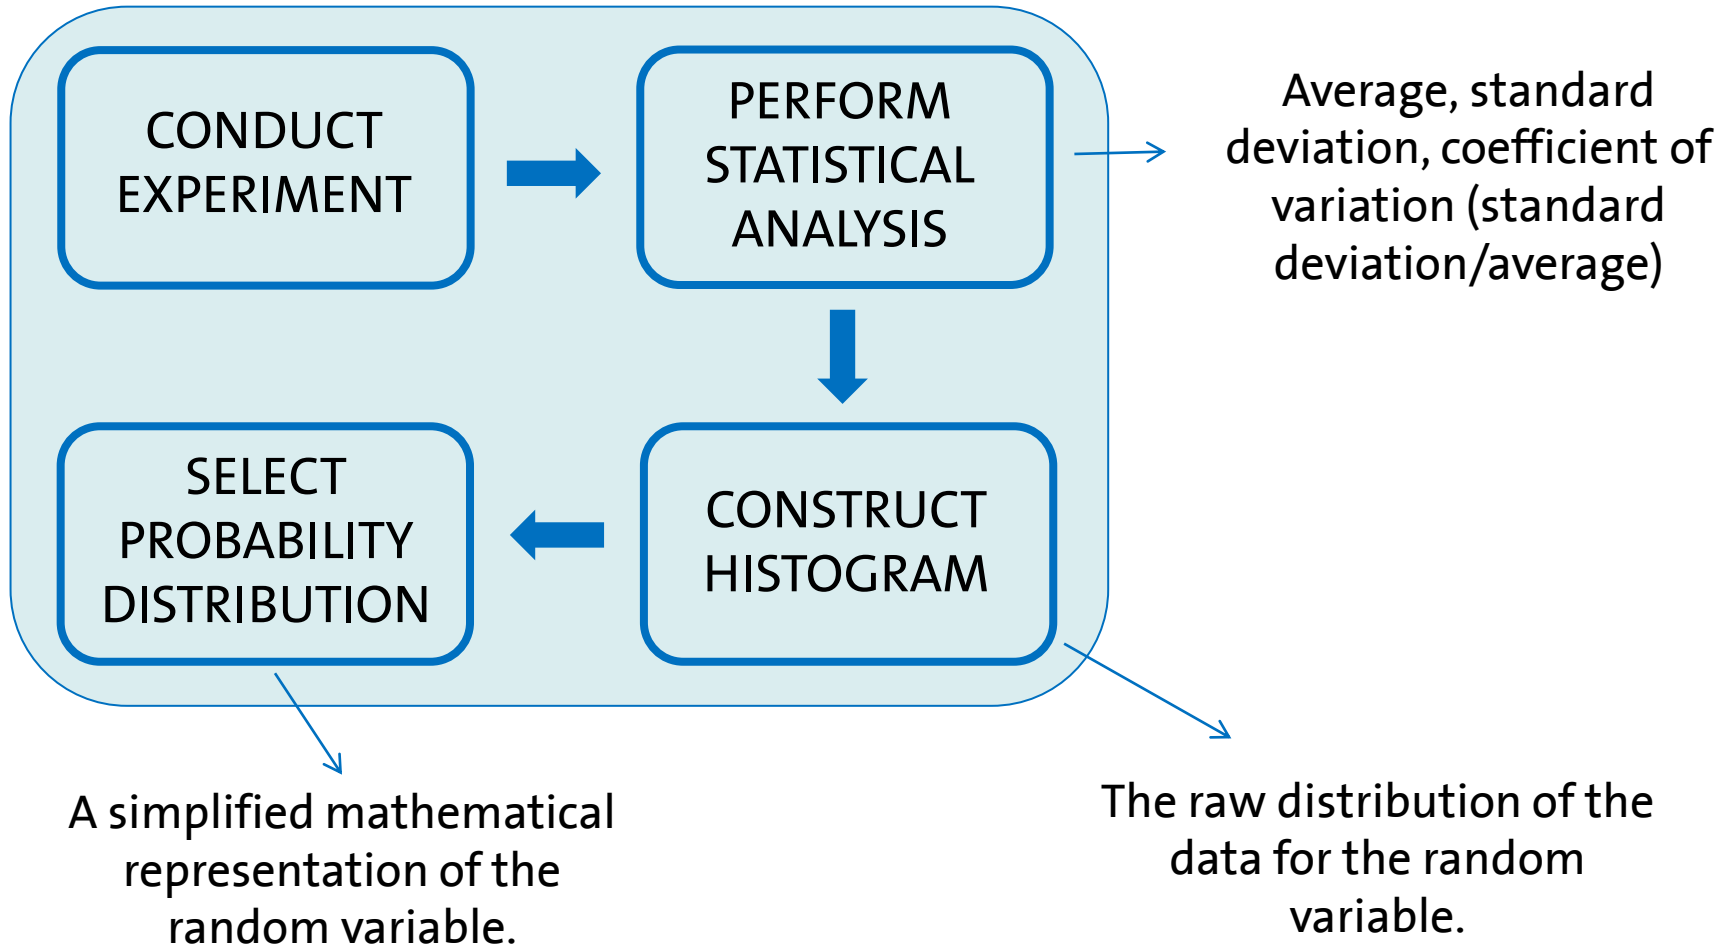 CONDUCT
EXPERIMENT
PERFORM
STATISTICAL
ANALYSIS
Average, standard
deviation, coefficient of
variation (standard
deviation/average)
SELECT
PROBABILITY
DISTRIBUTION
CONSTRUCT
HISTOGRAM
A simplified mathematical
representation of the
random variable.
The raw distribution of the
data for the random
variable.